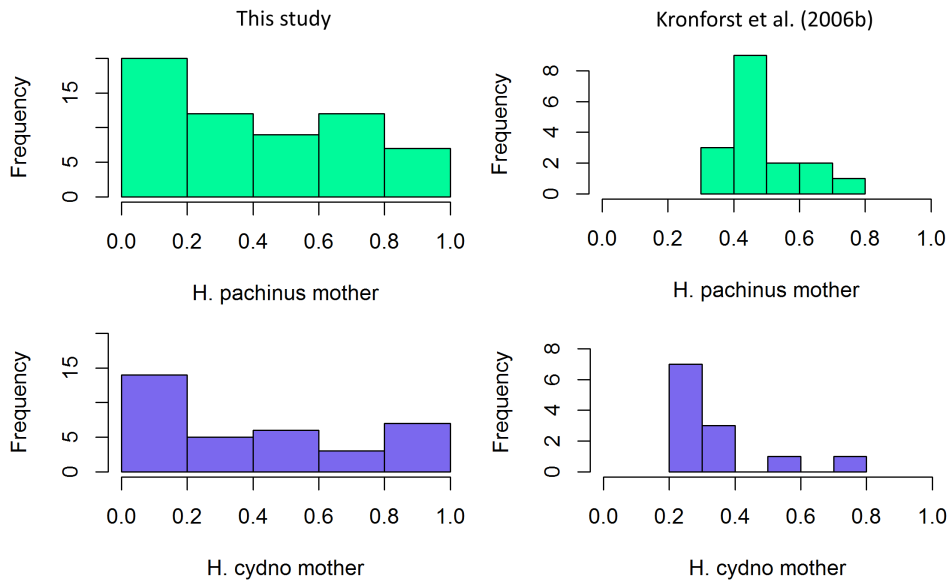 This study
Frequency
0 5 15
0.0 0.2 0.4 0.6 0.8 1.0
H. pachinus mother
Kronforst et al. (2006b)
Frequency
0 2 4 6 8
0.0 0.2 0.4 0.6 0.8 1.0
H. pachinus mother
Frequency
0 5 15
0.0 0.2 0.4 0.6 0.8 1.0
H. cydno mother
Frequency
0 2 4 6 8
0.0 0.2 0.4 0.6 0.8 1.0
H. cydno mother